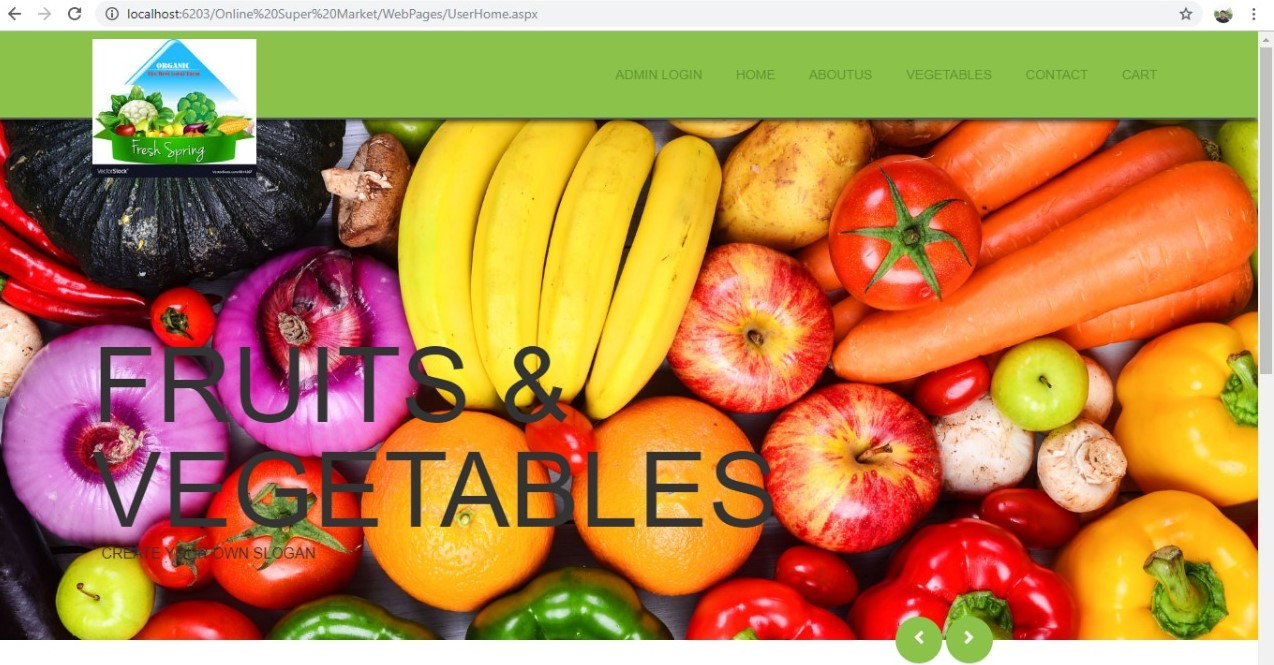 localhost:6203/Online%20Super%20Market/WebPages/UserHome.aspx
ORGANIC
Fresh Spring
VectorStock
ADMIN LOGIN
HOME
ABOUTUS
VEGETABLES
CONTACT
CART
FRUITS &
VEGETABLES
CREATE YOUR OWN SLOGAN